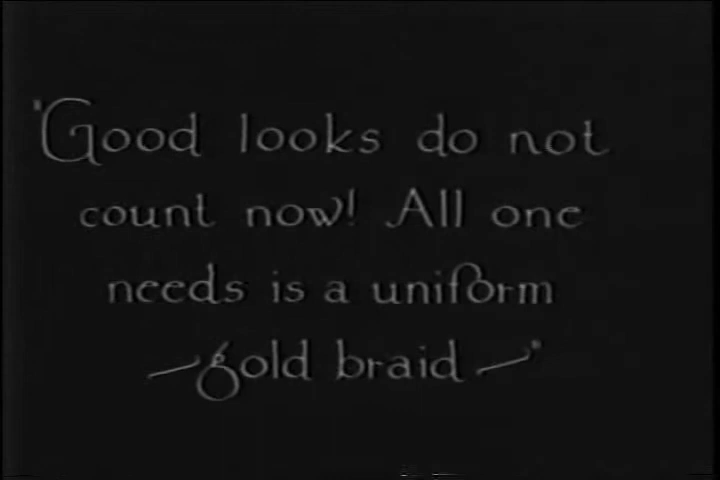 "Good looks do not
count now! All one
needs is a uniform
—gold braid—"